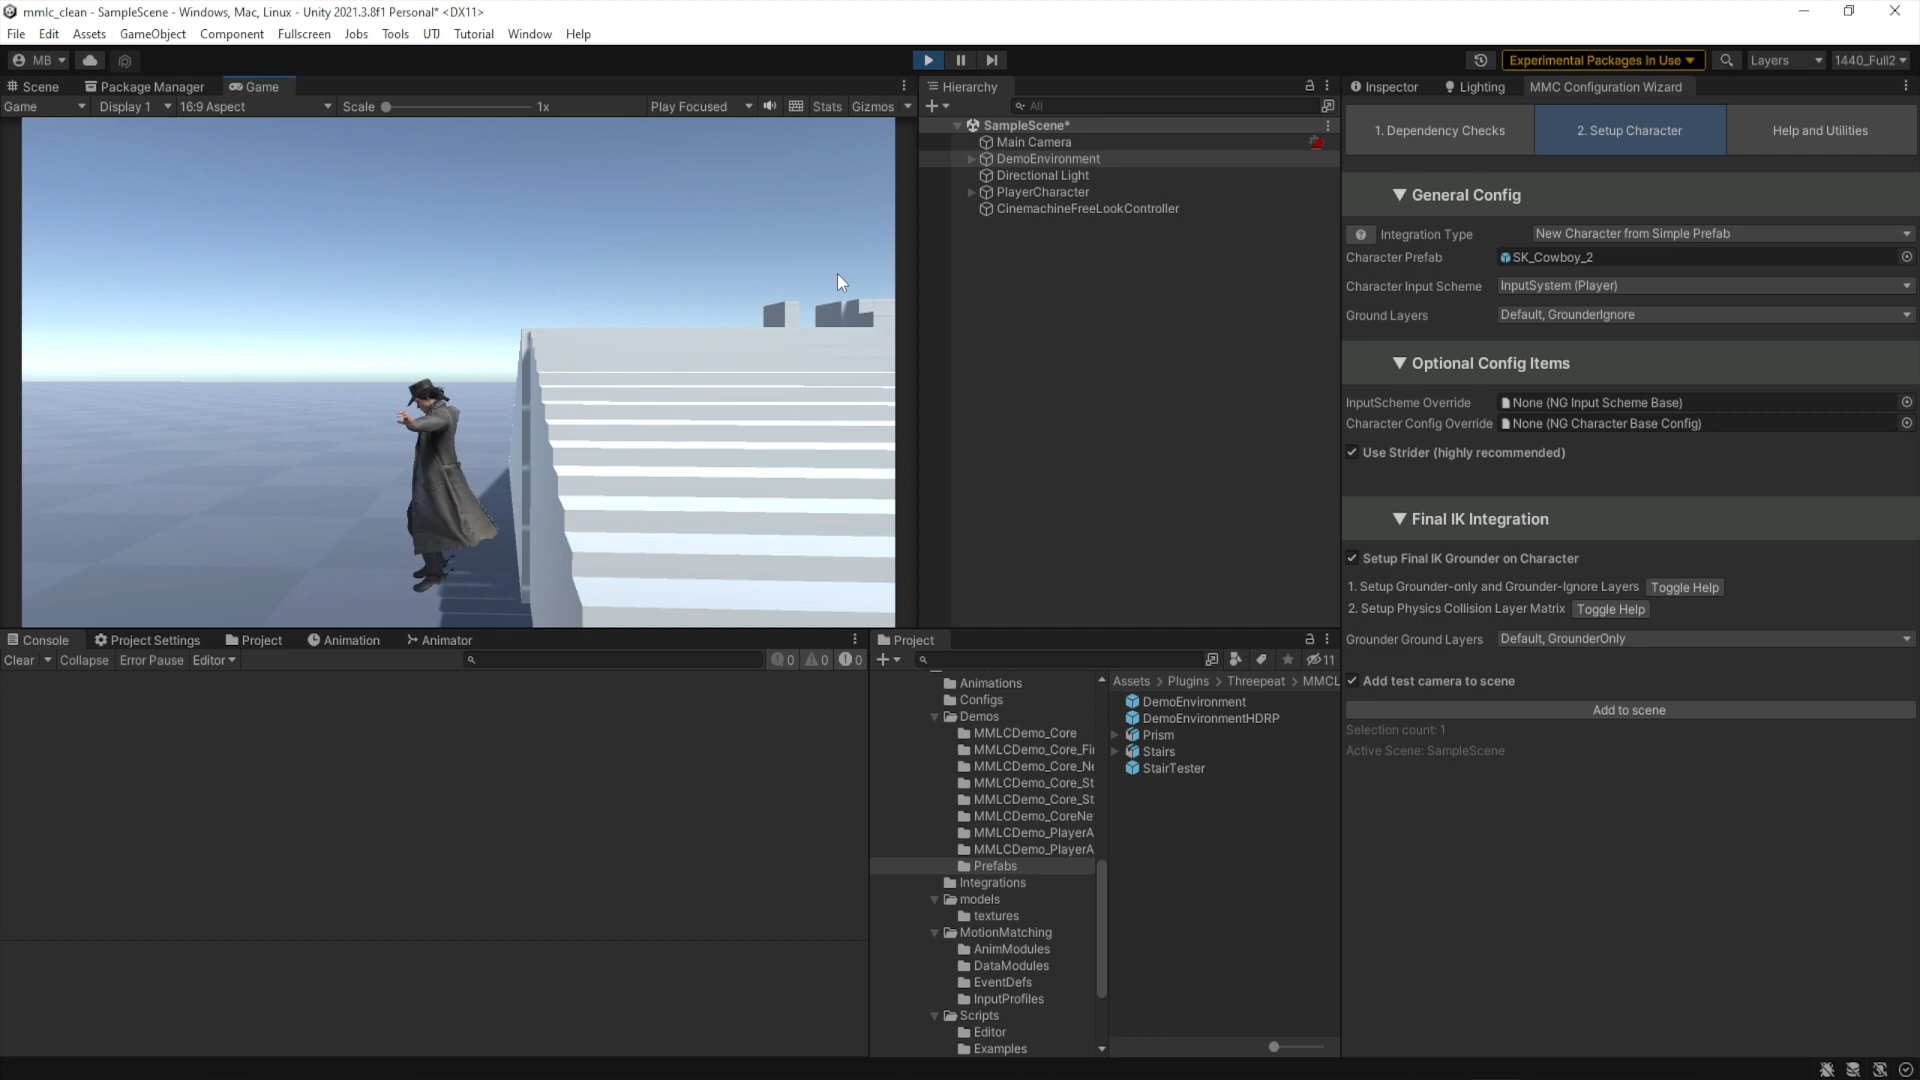 mmlc_clean - SampleScene - Windows, Mac, Linux - Unity 2021.3.8f1 Personal* <DX11>
File Edit Assets GameObject Component Fullscreen Jobs Tools UTJ Tutorial Window Help
MB
Experimental Packages In Use
Layers
1440_Full2
Scene Package Manager Game
Game Display 1 16:9 Aspect Scale 1x Play Focused Stats Gizmos
Hierarchy
All
SampleScene*
Main Camera
DemoEnvironment
Directional Light
PlayerCharacter
CinemachineFreeLookController
Inspector Lighting MMC Configuration Wizard
1. Dependency Checks 2. Setup Character Help and Utilities
General Config
Integration Type New Character from Simple Prefab
Character Prefab SK_Cowboy_2
Character Input Scheme InputSystem (Player)
Ground Layers Default, GrounderIgnore
Optional Config Items
InputScheme Override None (NG Input Scheme Base)
Character Config Override None (NG Character Base Config)
Use Strider (highly recommended)
Final IK Integration
Setup Final IK Grounder on Character
1. Setup Grounder-only and Grounder-Ignore Layers Toggle Help
2. Setup Physics Collision Layer Matrix Toggle Help
Grounder Ground Layers Default, GrounderOnly
Add test camera to scene
Add to scene
Selection count: 1
Active Scene: SampleScene
Console Project Settings Project Animation Animator
Clear Collapse Error Pause Editor 0 0 0
Project
11
Animations
Configs
Demos
MMLCDemo_Core
MMLCDemo_Core_Fi
MMLCDemo_Core_Ne
MMLCDemo_Core_St
MMLCDemo_Core_St
MMLCDemo_CoreNe
MMLCDemo_PlayerA
MMLCDemo_PlayerA
Prefabs
Integrations
models
textures
MotionMatching
AnimModules
DataModules
EventDefs
InputProfiles
Scripts
Editor
Examples
Assets > Plugins > Threepeat > MMCL
DemoEnvironment
DemoEnvironmentHDRP
Prism
Stairs
StairTester